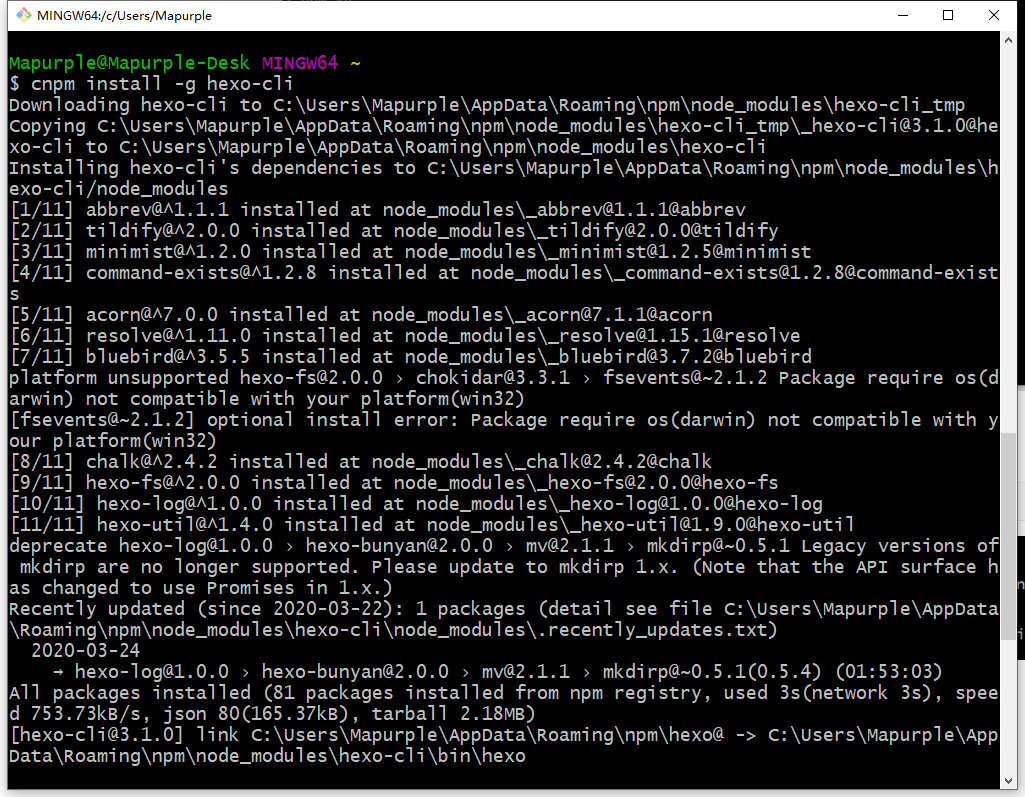 MINGW64:/c/Users/Mapurple
Mapurple@Mapurple-Desk MINGW64 ~
$ cnpm install -g hexo-cli
Downloading hexo-cli to C:\Users\Mapurple\AppData\Roaming\npm\node_modules\hexo-cli_tmp
Copying C:\Users\Mapurple\AppData\Roaming\npm\node_modules\hexo-cli_tmp\_hexo-cli@3.1.0@he
xo-cli to C:\Users\Mapurple\AppData\Roaming\npm\node_modules\hexo-cli
Installing hexo-cli's dependencies to C:\Users\Mapurple\AppData\Roaming\npm\node_modules\h
exo-cli/node_modules
[1/11] abbrev@^1.1.1 installed at node_modules\_abbrev@1.1.1@abbrev
[2/11] tildify@^2.0.0 installed at node_modules\_tildify@2.0.0@tildify
[3/11] minimist@^1.2.0 installed at node_modules\_minimist@1.2.5@minimist
[4/11] command-exists@^1.2.8 installed at node_modules\_command-exists@1.2.8@command-exist
s
[5/11] acorn@^7.0.0 installed at node_modules\_acorn@7.1.1@acorn
[6/11] resolve@^1.11.0 installed at node_modules\_resolve@1.15.1@resolve
[7/11] bluebird@^3.5.5 installed at node_modules\_bluebird@3.7.2@bluebird
platform unsupported hexo-fs@2.0.0 › chokidar@3.3.1 › fsevents@~2.1.2 Package require os(d
arwin) not compatible with your platform(win32)
[fsevents@~2.1.2] optional install error: Package require os(darwin) not compatible with y
our platform(win32)
[8/11] chalk@^2.4.2 installed at node_modules\_chalk@2.4.2@chalk
[9/11] hexo-fs@^2.0.0 installed at node_modules\_hexo-fs@2.0.0@hexo-fs
[10/11] hexo-log@^1.0.0 installed at node_modules\_hexo-log@1.0.0@hexo-log
[11/11] hexo-util@^1.4.0 installed at node_modules\_hexo-util@1.9.0@hexo-util
deprecate hexo-log@1.0.0 › hexo-bunyan@2.0.0 › mv@2.1.1 › mkdirp@~0.5.1 Legacy versions of
 mkdirp are no longer supported. Please update to mkdirp 1.x. (Note that the API surface h
as changed to use Promises in 1.x.)
Recently updated (since 2020-03-22): 1 packages (detail see file C:\Users\Mapurple\AppData
\Roaming\npm\node_modules\hexo-cli\node_modules\.recently_updates.txt)
  2020-03-24
    → hexo-log@1.0.0 › hexo-bunyan@2.0.0 › mv@2.1.1 › mkdirp@~0.5.1(0.5.4) (01:53:03)
All packages installed (81 packages installed from npm registry, used 3s(network 3s), spee
d 753.73kB/s, json 80(165.37kB), tarball 2.18MB)
[hexo-cli@3.1.0] link C:\Users\Mapurple\AppData\Roaming\npm\hexo@ -> C:\Users\Mapurple\App
Data\Roaming\npm\node_modules\hexo-cli\bin\hexo